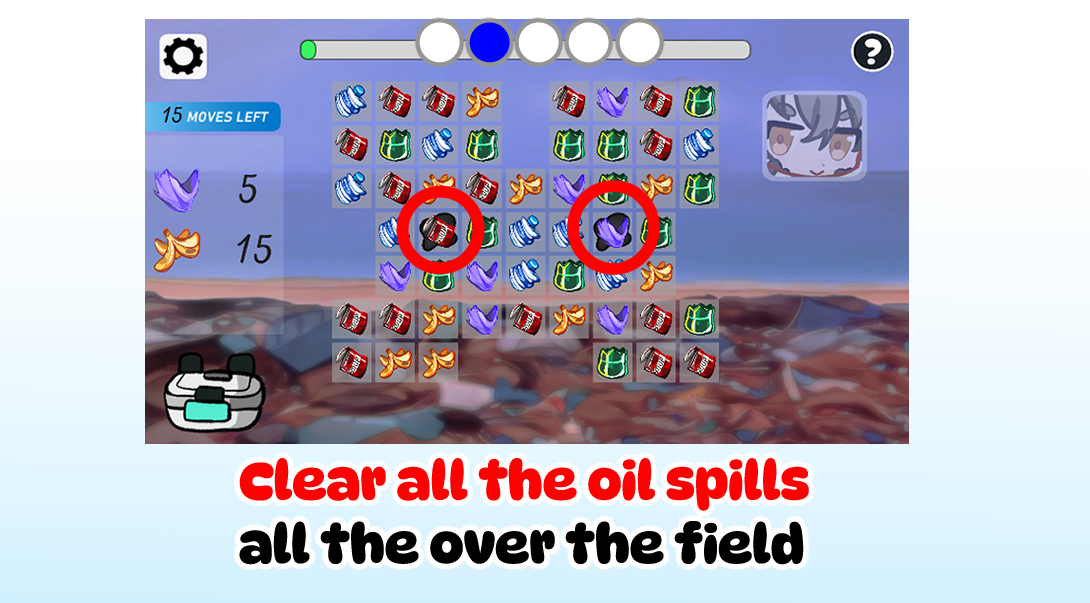 ?
15 MOVES LEFT
5
15
Clear all the oil spills
all the over the field